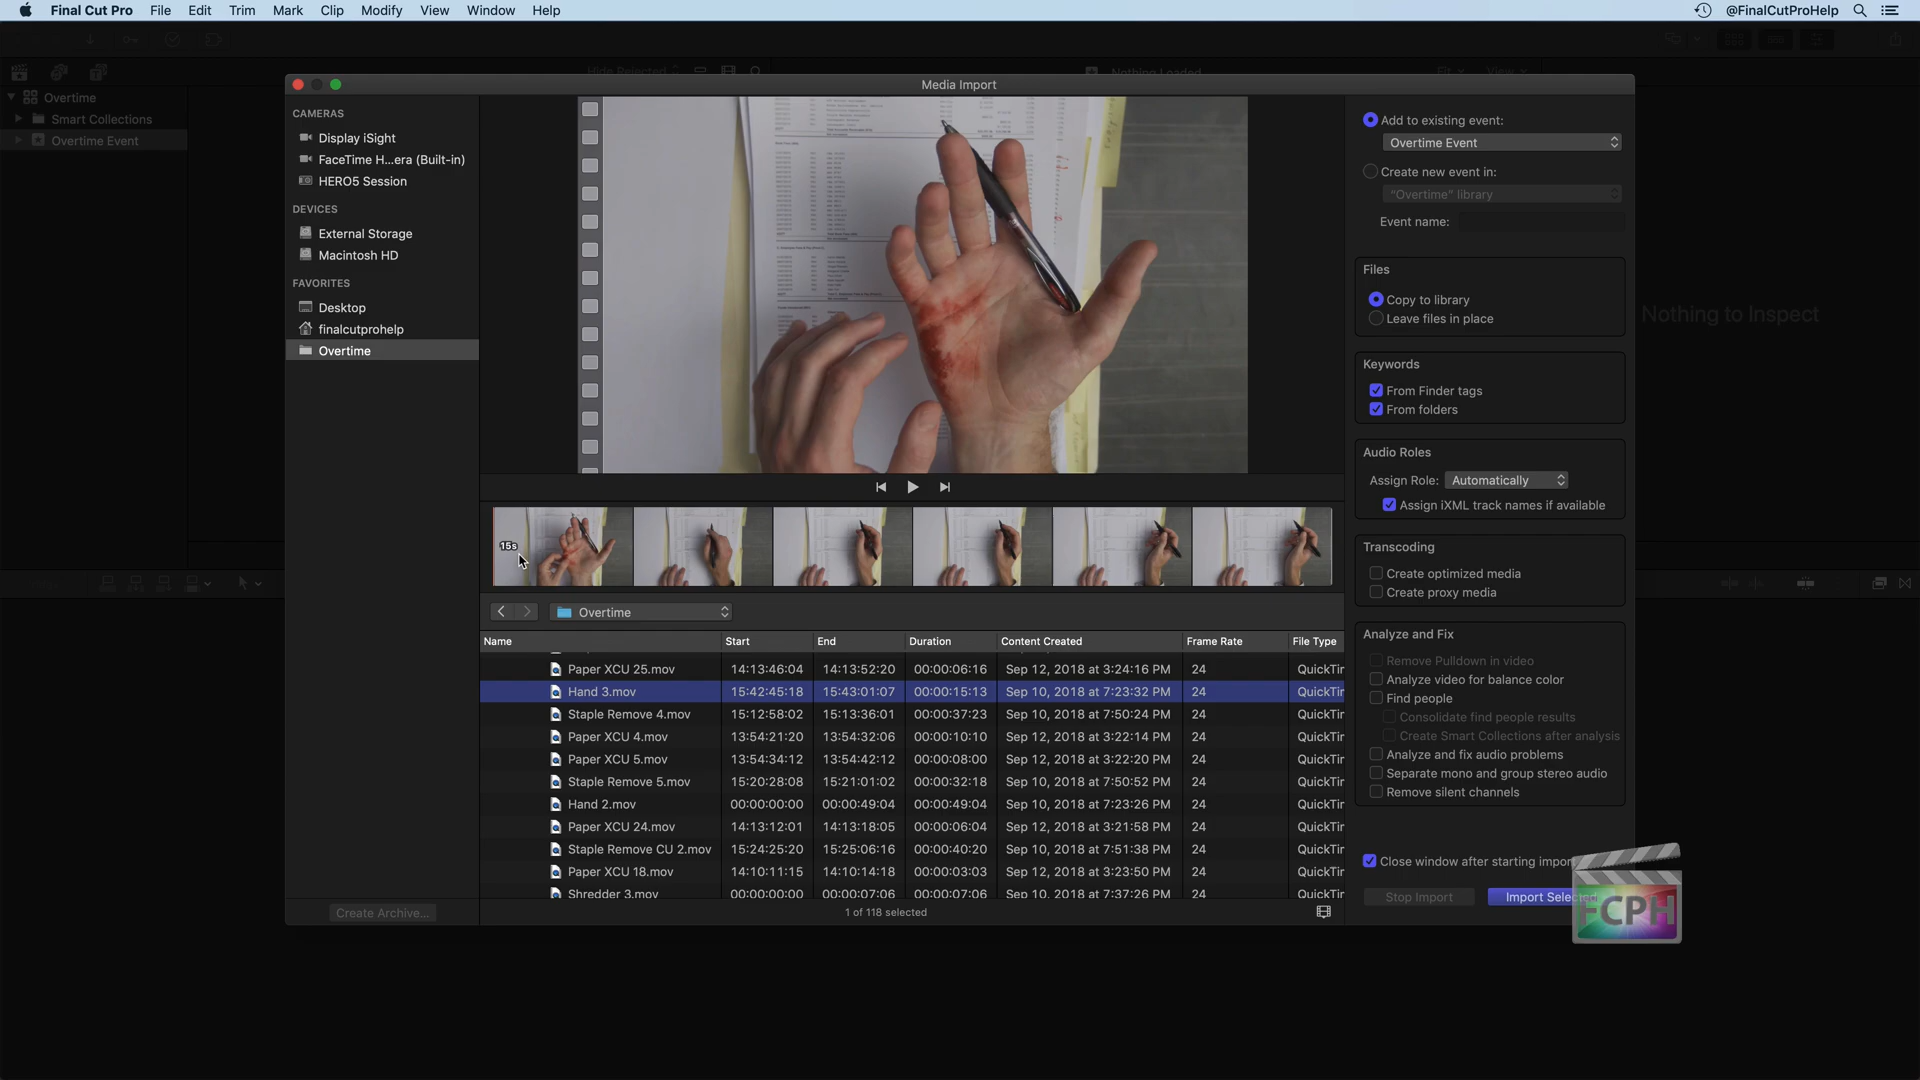 Final Cut Pro File Edit Trim Mark Clip Modify View Window Help @FinalCutProHelp
Hide Rejected
Nothing Loaded
Fit View
Overtime
Smart Collections
Overtime Event
Media Import
CAMERAS
Display iSight
FaceTime H...era (Built-in)
HERO5 Session
DEVICES
External Storage
Macintosh HD
FAVORITES
Desktop
finalcutprohelp
Overtime
Create Archive...
15s
Overtime
Name Start End Duration Content Created Frame Rate File Type
Paper XCU 25.mov 14:13:46:04 14:13:52:20 00:00:06:16 Sep 12, 2018 at 3:24:16 PM 24 QuickTir
Hand 3.mov 15:42:45:18 15:43:01:07 00:00:15:13 Sep 10, 2018 at 7:23:32 PM 24 QuickTir
Staple Remove 4.mov 15:12:58:02 15:13:36:01 00:00:37:23 Sep 10, 2018 at 7:50:24 PM 24 QuickTir
Paper XCU 4.mov 13:54:21:20 13:54:32:06 00:00:10:10 Sep 12, 2018 at 3:22:14 PM 24 QuickTir
Paper XCU 5.mov 13:54:34:12 13:54:42:12 00:00:08:00 Sep 12, 2018 at 3:22:20 PM 24 QuickTir
Staple Remove 5.mov 15:20:28:08 15:21:01:02 00:00:32:18 Sep 10, 2018 at 7:50:52 PM 24 QuickTir
Hand 2.mov 00:00:00:00 00:00:49:04 00:00:49:04 Sep 10, 2018 at 7:23:26 PM 24 QuickTir
Paper XCU 24.mov 14:13:12:01 14:13:18:05 00:00:06:04 Sep 12, 2018 at 3:21:58 PM 24 QuickTir
Staple Remove CU 2.mov 15:24:25:20 15:25:06:16 00:00:40:20 Sep 10, 2018 at 7:51:38 PM 24 QuickTir
Paper XCU 18.mov 14:10:11:15 14:10:14:18 00:00:03:03 Sep 12, 2018 at 3:23:50 PM 24 QuickTir
Shredder 3.mov 00:00:00:00 00:00:07:06 00:00:07:06 Sep 10, 2018 at 7:37:26 PM 24 QuickTir
1 of 118 selected
Add to existing event:
Overtime Event
Create new event in:
“Overtime” library
Event name:
Files
Copy to library
Leave files in place
Keywords
From Finder tags
From folders
Audio Roles
Assign Role: Automatically
Assign iXML track names if available
Transcoding
Create optimized media
Create proxy media
Analyze and Fix
Remove Pulldown in video
Analyze video for balance color
Find people
Consolidate find people results
Create Smart Collections after analysis
Analyze and fix audio problems
Separate mono and group stereo audio
Remove silent channels
Close window after starting import
Stop Import Import Selected
FCPH
Nothing to Inspect